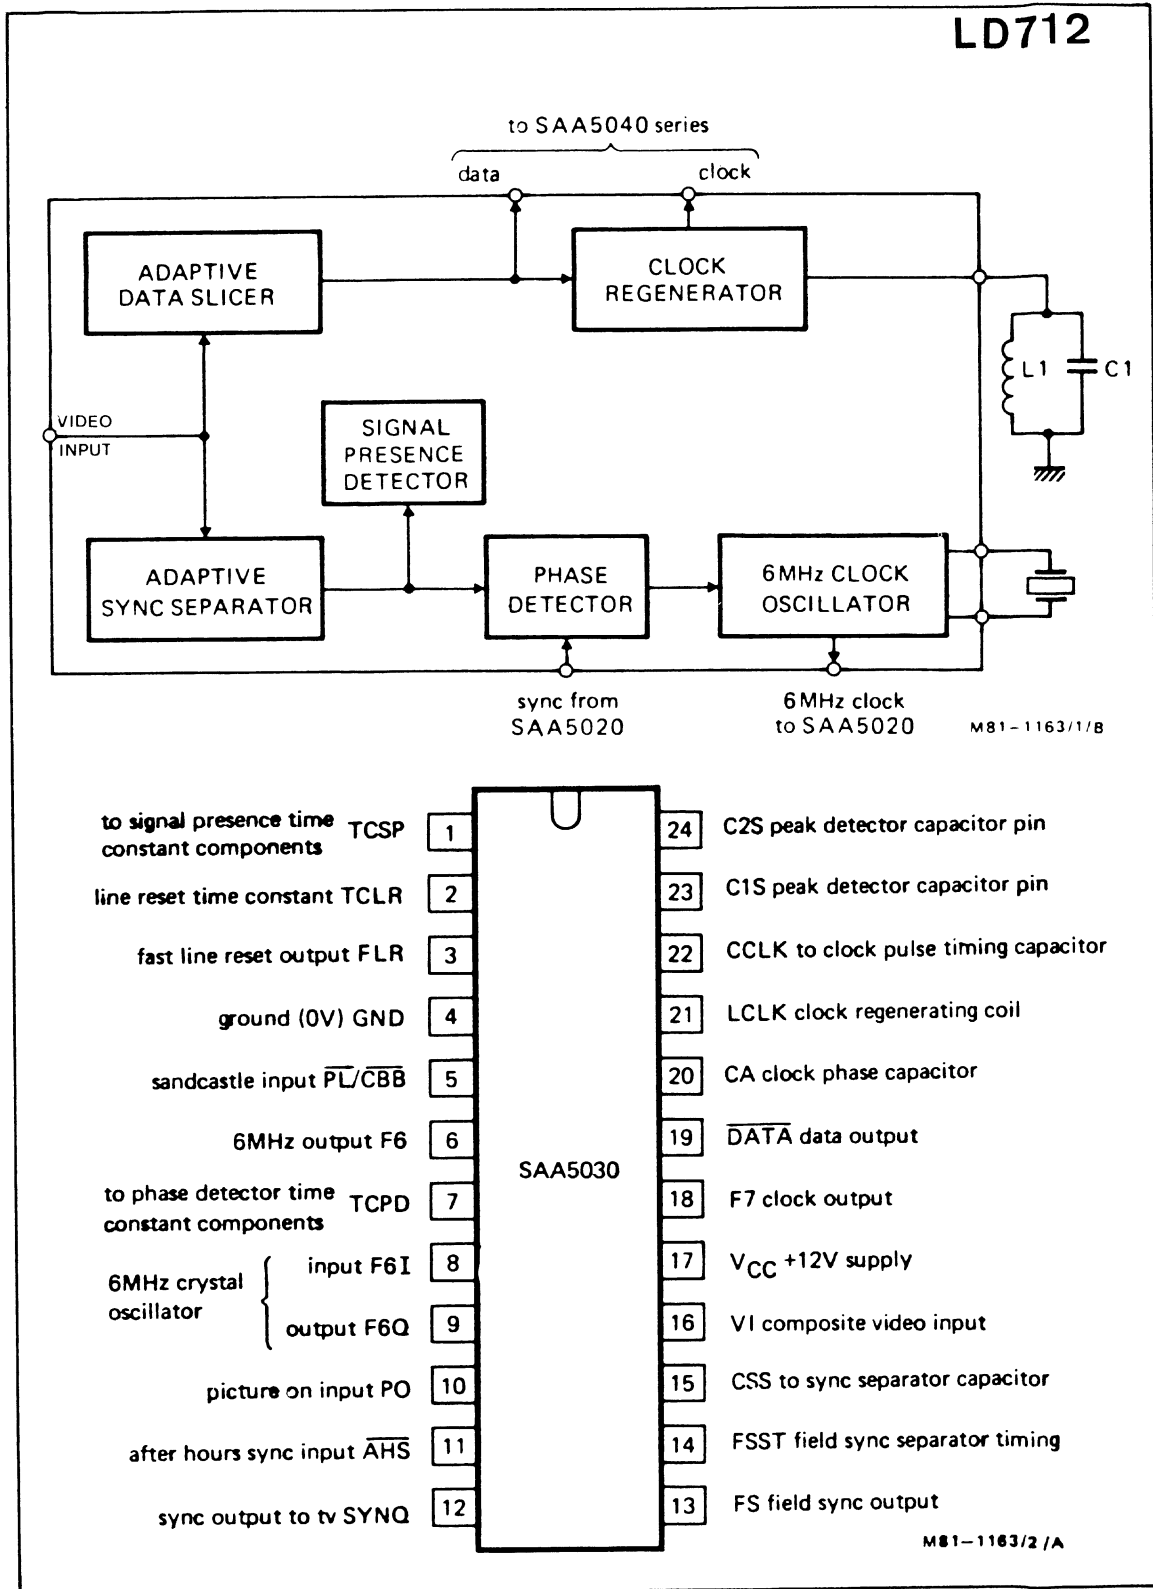 LD712
to SAA5040 series
data
clock
ADAPTIVE
DATA SLICER
CLOCK
REGENERATOR
L1
C1
VIDEO
INPUT
SIGNAL
PRESENCE
DETECTOR
ADAPTIVE
SYNC SEPARATOR
PHASE
DETECTOR
6MHz CLOCK
OSCILLATOR
sync from
SAA5020
6MHz clock
to SAA5020
M81-1163/1/B
to signal presence time
constant components
TCSP 1
line reset time constant TCLR 2
fast line reset output FLR 3
ground (0V) GND 4
sandcastle input P̅L̅/C̅B̅B̅ 5
6MHz output F6 6
to phase detector time
constant components
TCPD 7
6MHz crystal
oscillator
input F6I 8
output F6Q 9
picture on input PO 10
after hours sync input A̅H̅S̅ 11
sync output to tv SYNQ 12
SAA5030
24 C2S peak detector capacitor pin
23 C1S peak detector capacitor pin
22 CCLK to clock pulse timing capacitor
21 LCLK clock regenerating coil
20 CA clock phase capacitor
19 D̅A̅T̅A̅ data output
18 F7 clock output
17 VCC +12V supply
16 VI composite video input
15 CSS to sync separator capacitor
14 FSST field sync separator timing
13 FS field sync output
M81-1163/2/A